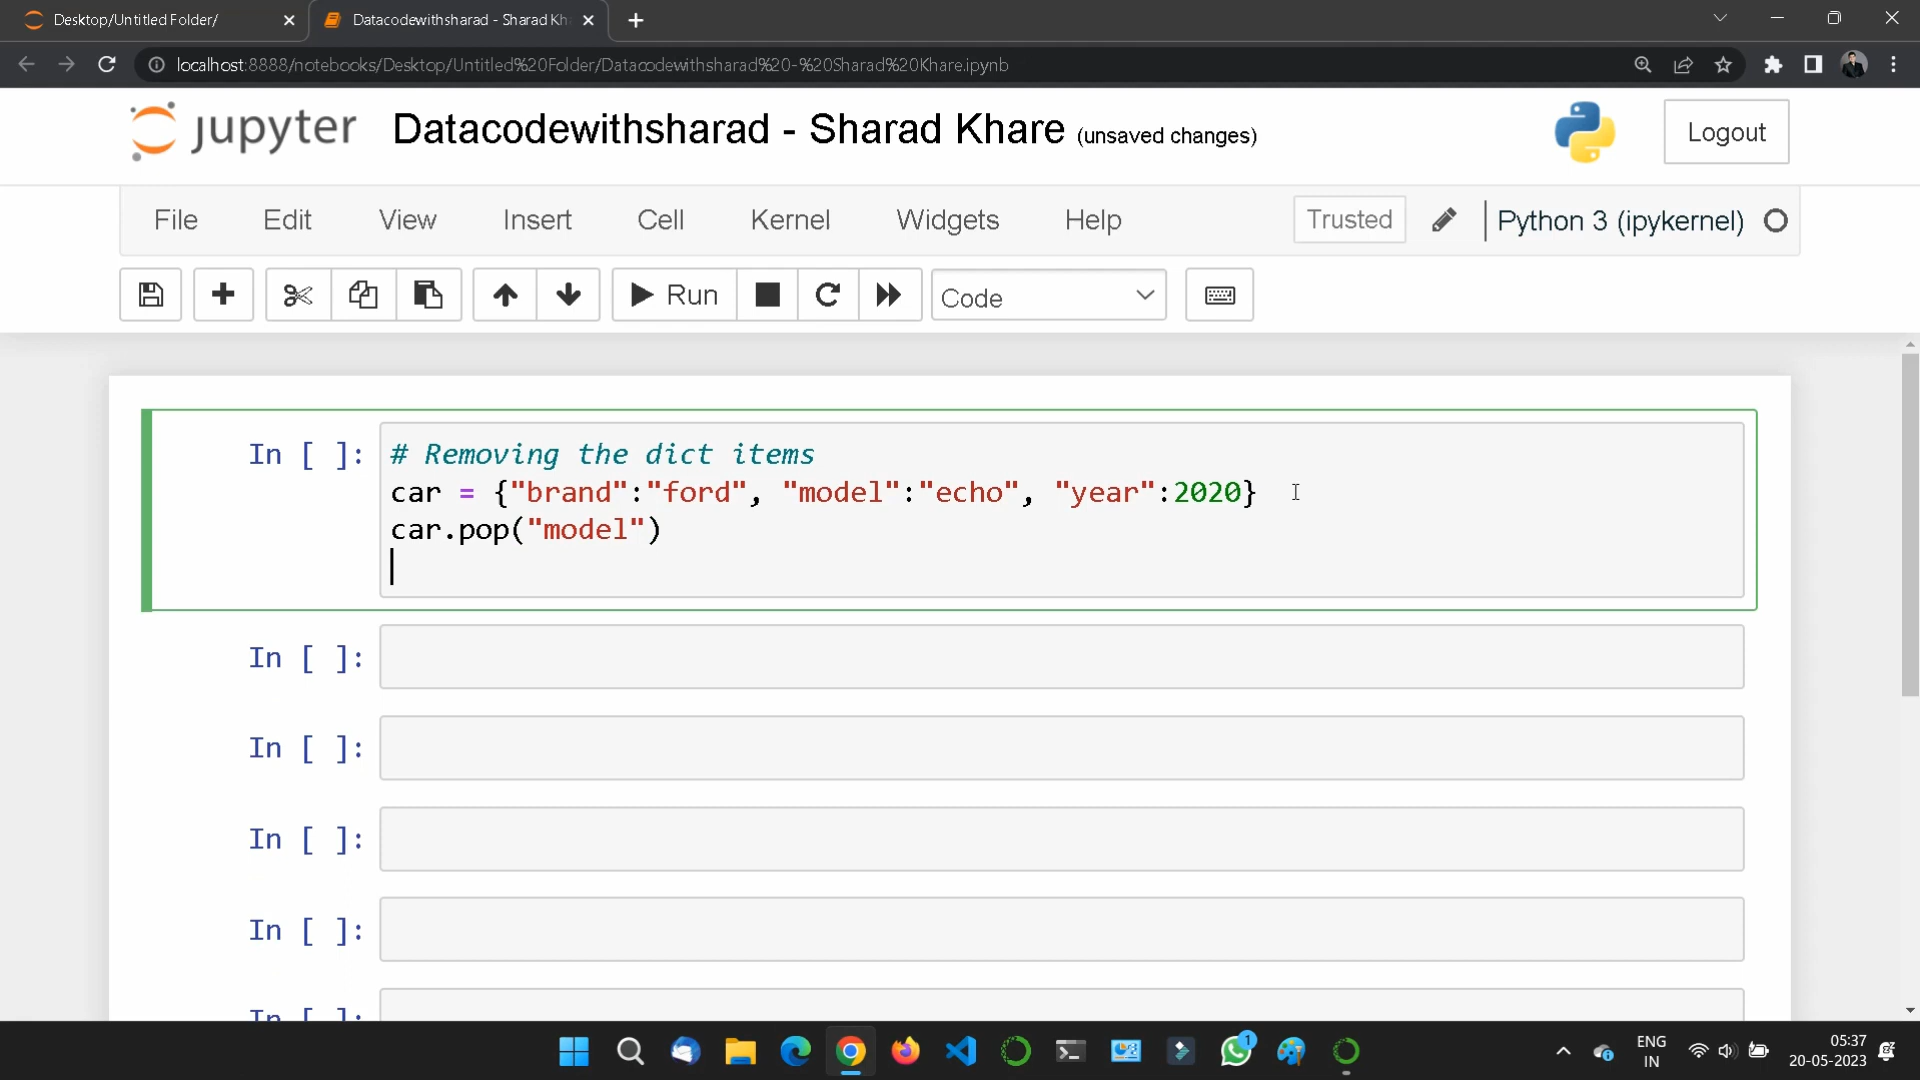 Desktop/Untitled Folder/
Datacodewithsharad - Sharad Kh
localhost:8888/notebooks/Desktop/Untitled%20Folder/Datacodewithsharad%20-%20Sharad%20Khare.ipynb
jupyter Datacodewithsharad - Sharad Khare (unsaved changes)
Logout
File Edit View Insert Cell Kernel Widgets Help Trusted Python 3 (ipykernel)
Run Code
In [ ]: # Removing the dict items
car = {"brand":"ford", "model":"echo", "year":2020}
car.pop("model")
In [ ]:
In [ ]:
In [ ]:
In [ ]:
In [ ]:
1
ENG
IN
05:37
20-05-2023